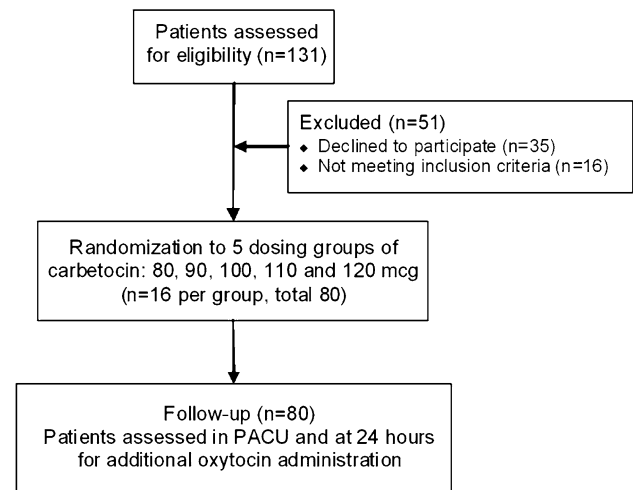 Patients assessed
for eligibility (n=131)
Excluded (n=51)
◆ Declined to participate (n=35)
◆ Not meeting inclusion criteria (n=16)
Randomization to 5 dosing groups of
carbetocin: 80, 90, 100, 110 and 120 mcg
(n=16 per group, total 80)
Follow-up (n=80)
Patients assessed in PACU and at 24 hours
for additional oxytocin administration